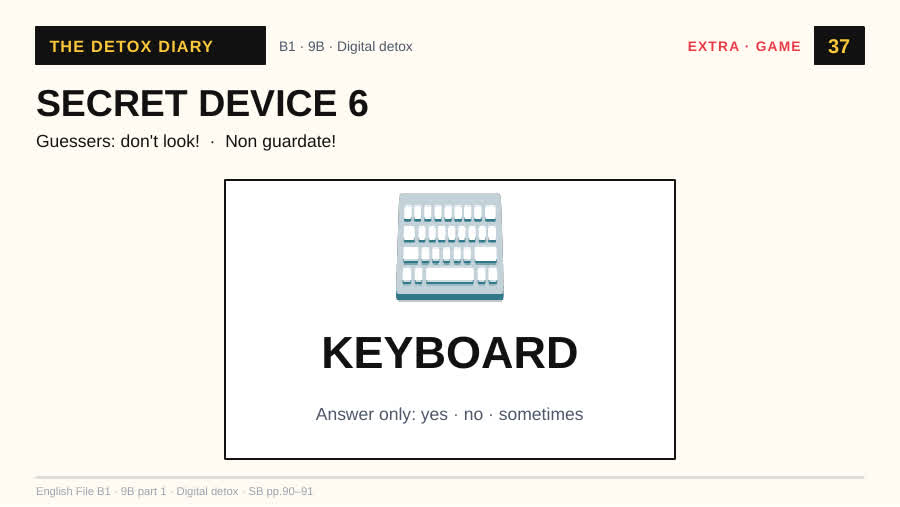 THE DETOX DIARY
B1 · 9B · Digital detox
EXTRA · GAME
37
SECRET DEVICE 6
Guessers: don't look! · Non guardate!
KEYBOARD
Answer only: yes · no · sometimes
English File B1 · 9B part 1 · Digital detox · SB pp.90–91